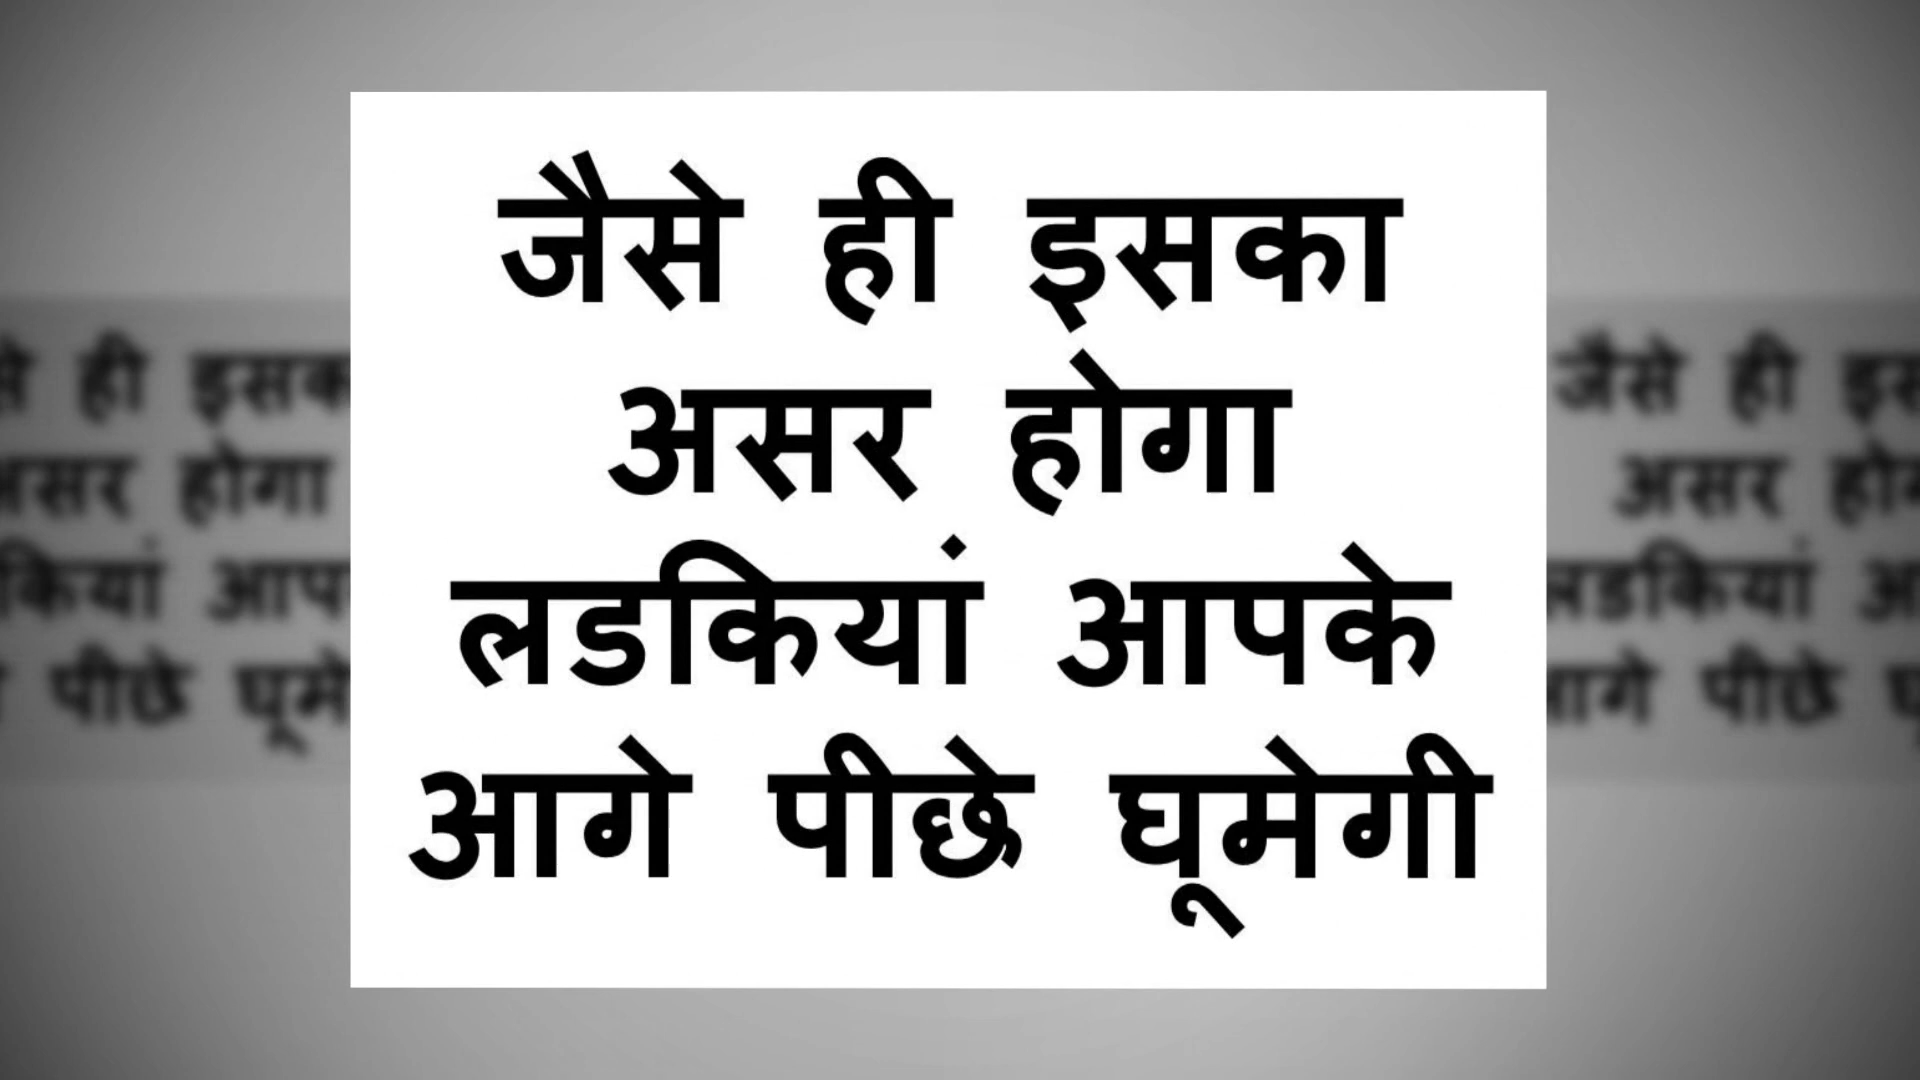 जैसे ही इसका
असर होगा
लडकियां आपके
आगे पीछे घूमेगी